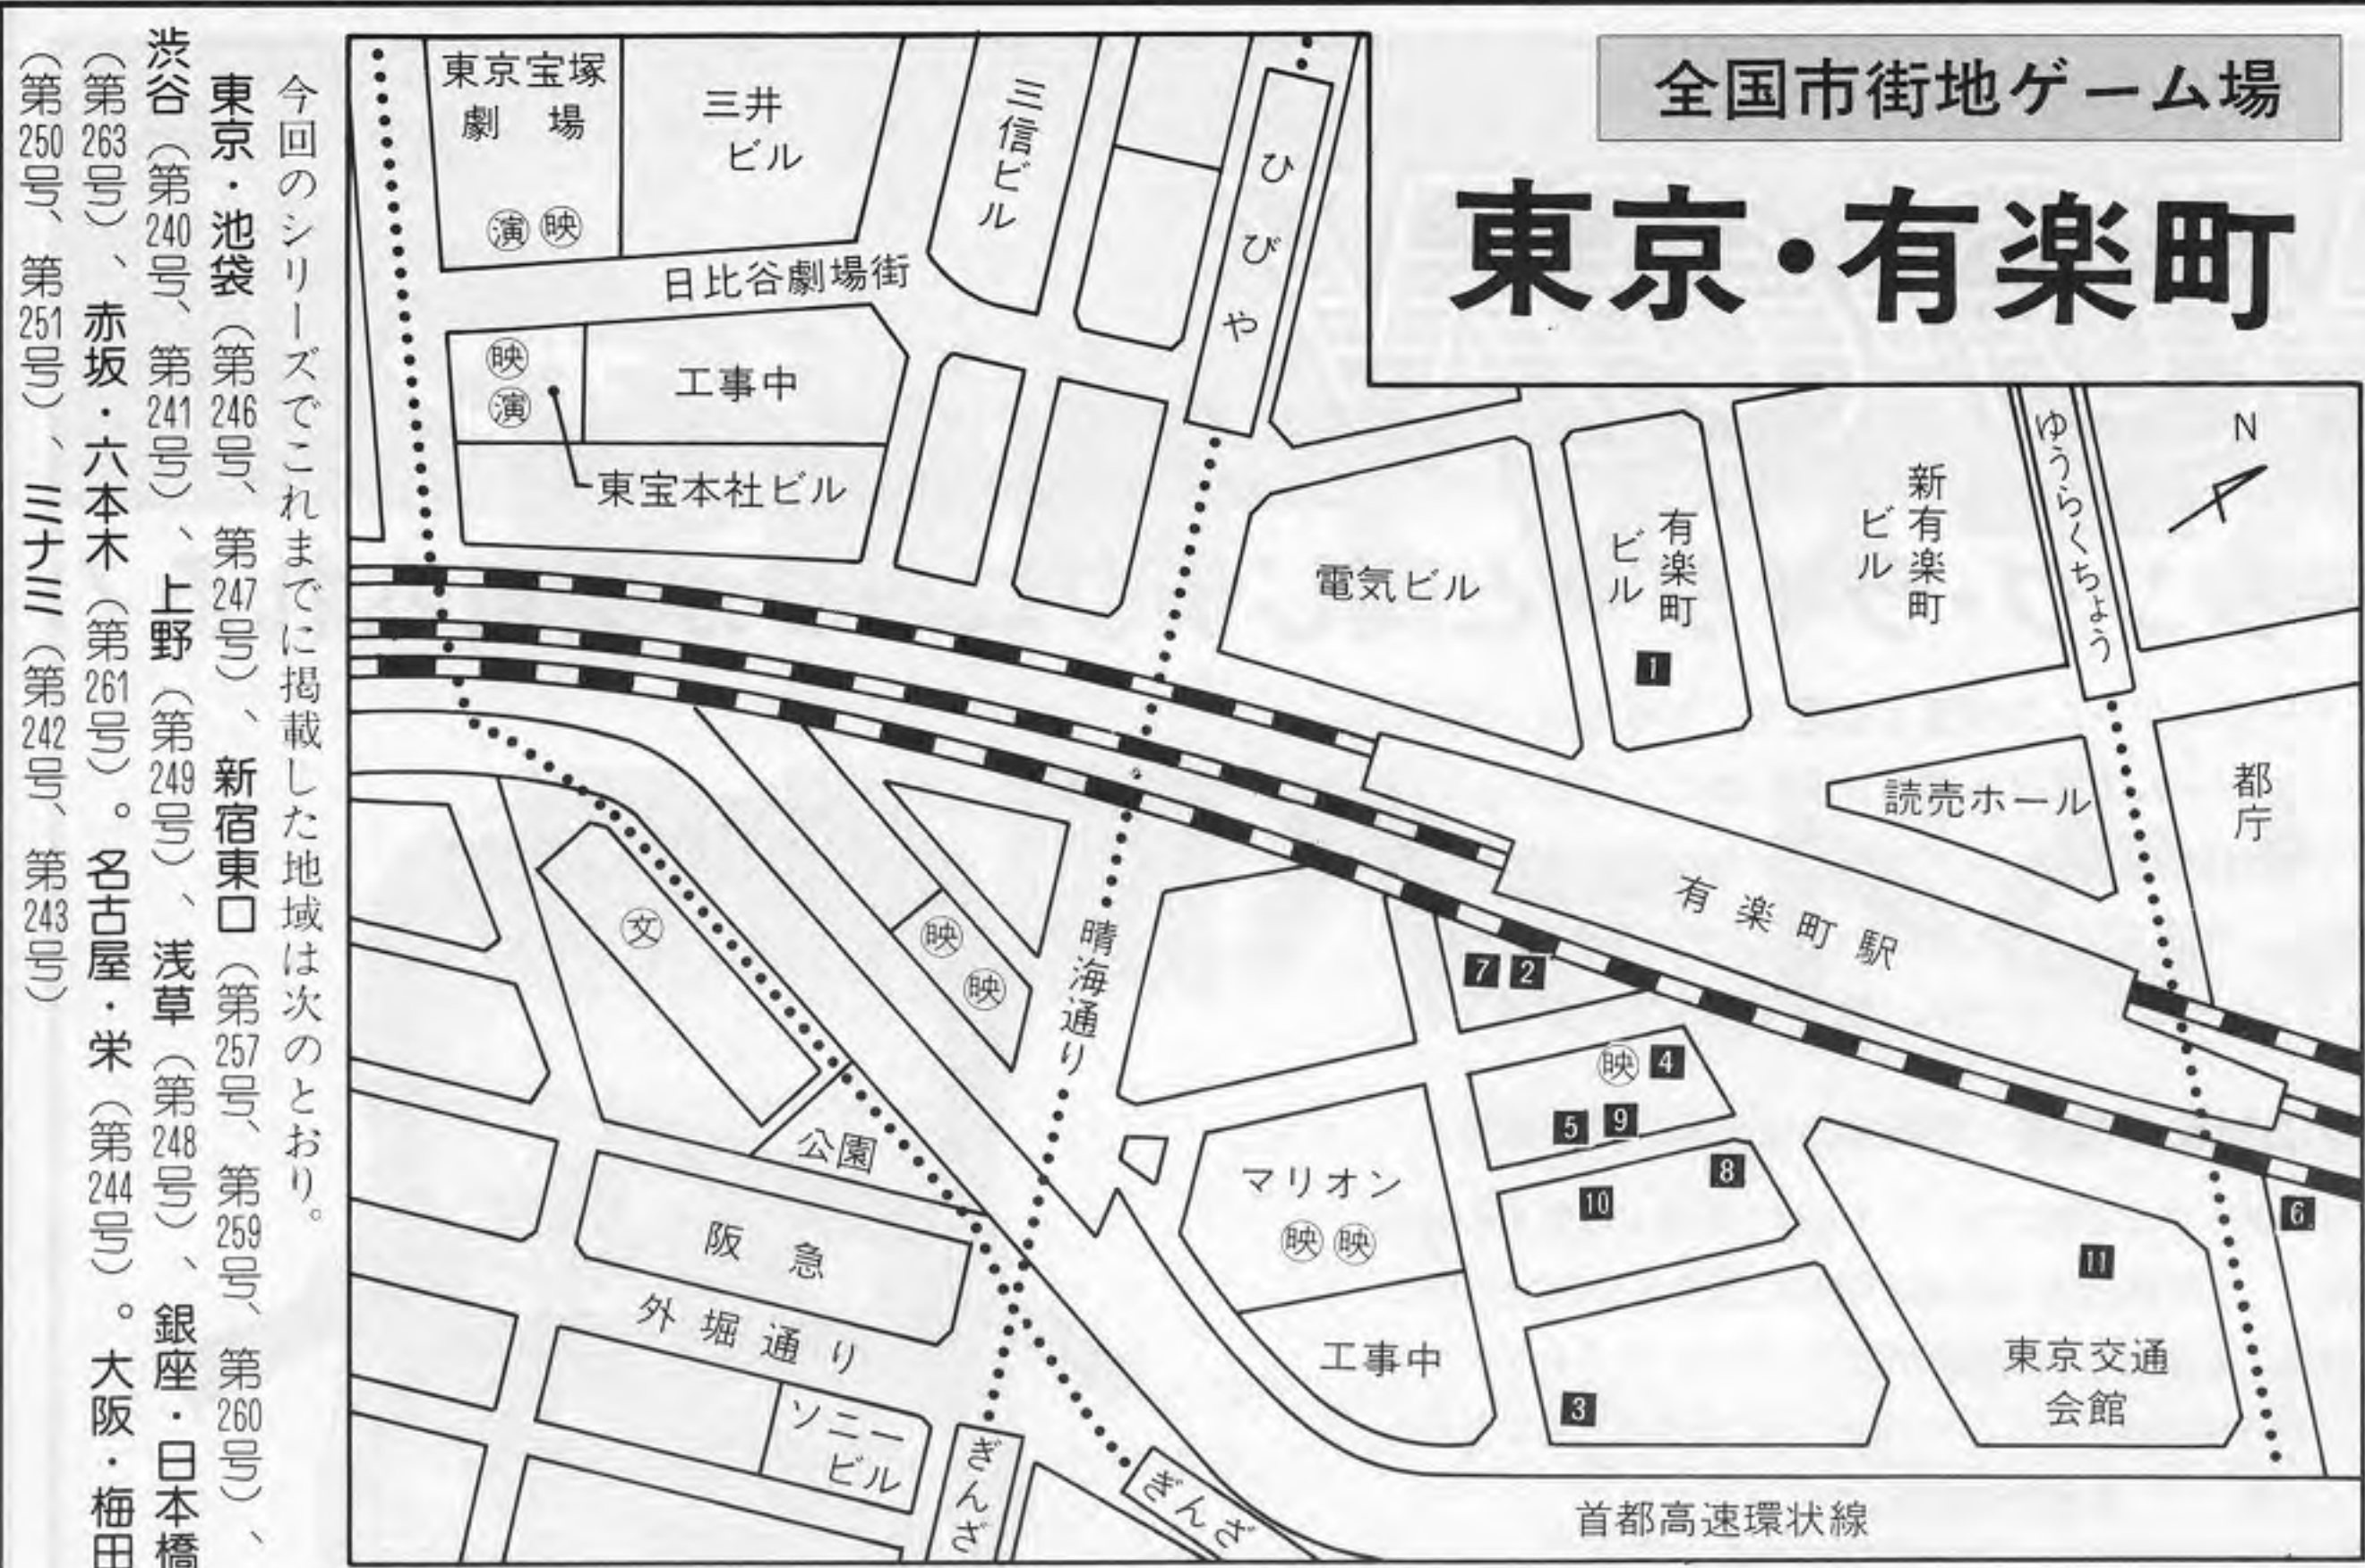 全国市街地ゲーム場
東京・有楽町
今回のシリーズでこれまでに掲載した地域は次のとおり。
東京・池袋（第246号、第247号）、新宿東口（第257号、第259号、第260号）、
渋谷（第240号、第241号）、上野（第249号）、浅草（第248号）、銀座・日本橋
（第263号）、赤坂・六本木（第261号）。名古屋・栄（第244号）。大阪・梅田
（第250号、第251号）、ミナミ（第242号、第243号）
東京宝塚
劇場
演 映
三井
ビル
三信ビル
ひびや
日比谷劇場街
映
演
工事中
東宝本社ビル
電気ビル
有楽町
ビル
1
新有楽町
ビル
ゆうらくちょう
N
読売ホール
都庁
有楽町駅
文
映
映
晴海通り
7 2
映 4
5 9
8
10
6
11
公園
マリオン
映 映
阪急
外堀通り
工事中
3
東京交通
会館
ソニー
ビル
ぎんざ
ぎんざ
首都高速環状線